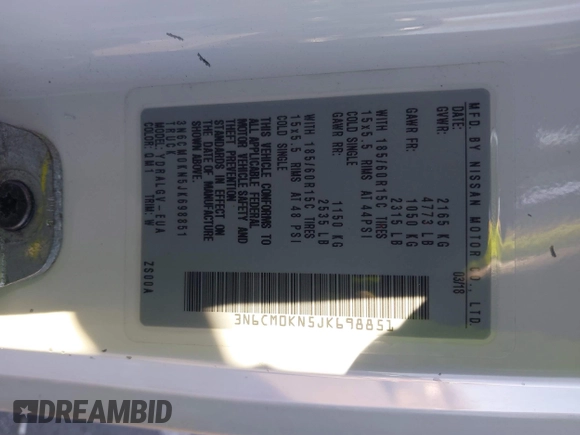 MFD. BY NISSAN MOTOR CO., LTD.
03/18
GVWR: 2165 KG
4773 LB
GAWR FR: 1050 KG
2315 LB
WITH 185/60R15C TIRES
15x5.5 RIMS AT 44PSI
COLD SINGLE
GAWR RR: 1150 KG
2535 LB
WITH 185/60R15C TIRES
15x5.5 RIMS AT 48 PSI
COLD SINGLE
THIS VEHICLE CONFORMS TO
ALL APPLICABLE FEDERAL
MOTOR VEHICLE SAFETY AND
THEFT PREVENTION
STANDARDS IN EFFECT ON
THE DATE OF MANUFACTURE
SHOWN ABOVE.
3N6CM0KN5JK698851
TRUCK
MODEL: YDRALGV-EUA
COLOR: QM1 TRIM: W
ZS00A
3N6CM0KN5JK698851
DREAMBID